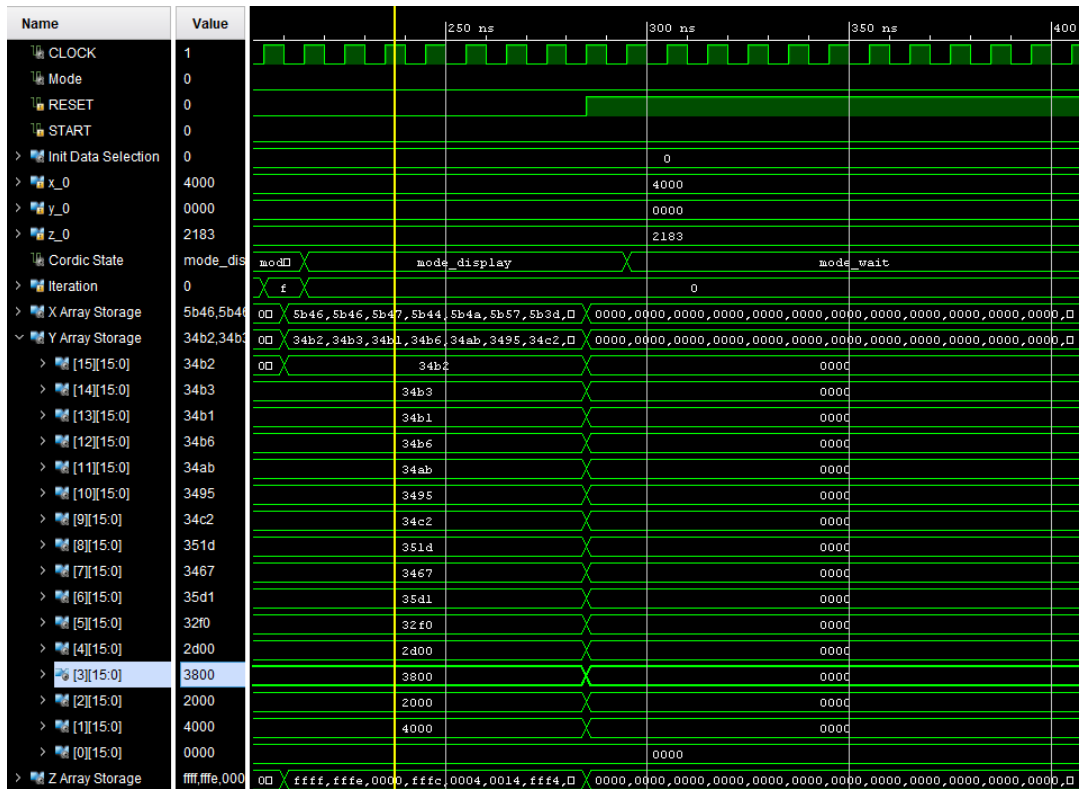 Name Value 250 ns 300 ns 350 ns 400
CLOCK 1
Mode 0
RESET 0
START 0
Init Data Selection 0 0
x_0 4000 4000
y_0 0000 0000
z_0 2183 2183
Cordic State mode_dis mod mode_display mode_wait
Iteration 0 f 0
X Array Storage 5b46,5b46 0 5b46,5b46,5b47,5b44,5b4a,5b57,5b3d, 0000,0000,0000,0000,0000,0000,0000,0000,0000,0000,0000,
Y Array Storage 34b2,34b3 0 34b2,34b3,34b1,34b6,34ab,3495,34c2, 0000,0000,0000,0000,0000,0000,0000,0000,0000,0000,0000,
[15][15:0] 34b2 0 34b2 0000
[14][15:0] 34b3 34b3 0000
[13][15:0] 34b1 34b1 0000
[12][15:0] 34b6 34b6 0000
[11][15:0] 34ab 34ab 0000
[10][15:0] 3495 3495 0000
[9][15:0] 34c2 34c2 0000
[8][15:0] 351d 351d 0000
[7][15:0] 3467 3467 0000
[6][15:0] 35d1 35d1 0000
[5][15:0] 32f0 32f0 0000
[4][15:0] 2d00 2d00 0000
[3][15:0] 3800 3800 0000
[2][15:0] 2000 2000 0000
[1][15:0] 4000 4000 0000
[0][15:0] 0000 0000
Z Array Storage ffff,fffe,000 0 ffff,fffe,0000,fffc,0004,0014,fff4, 0000,0000,0000,0000,0000,0000,0000,0000,0000,0000,0000,